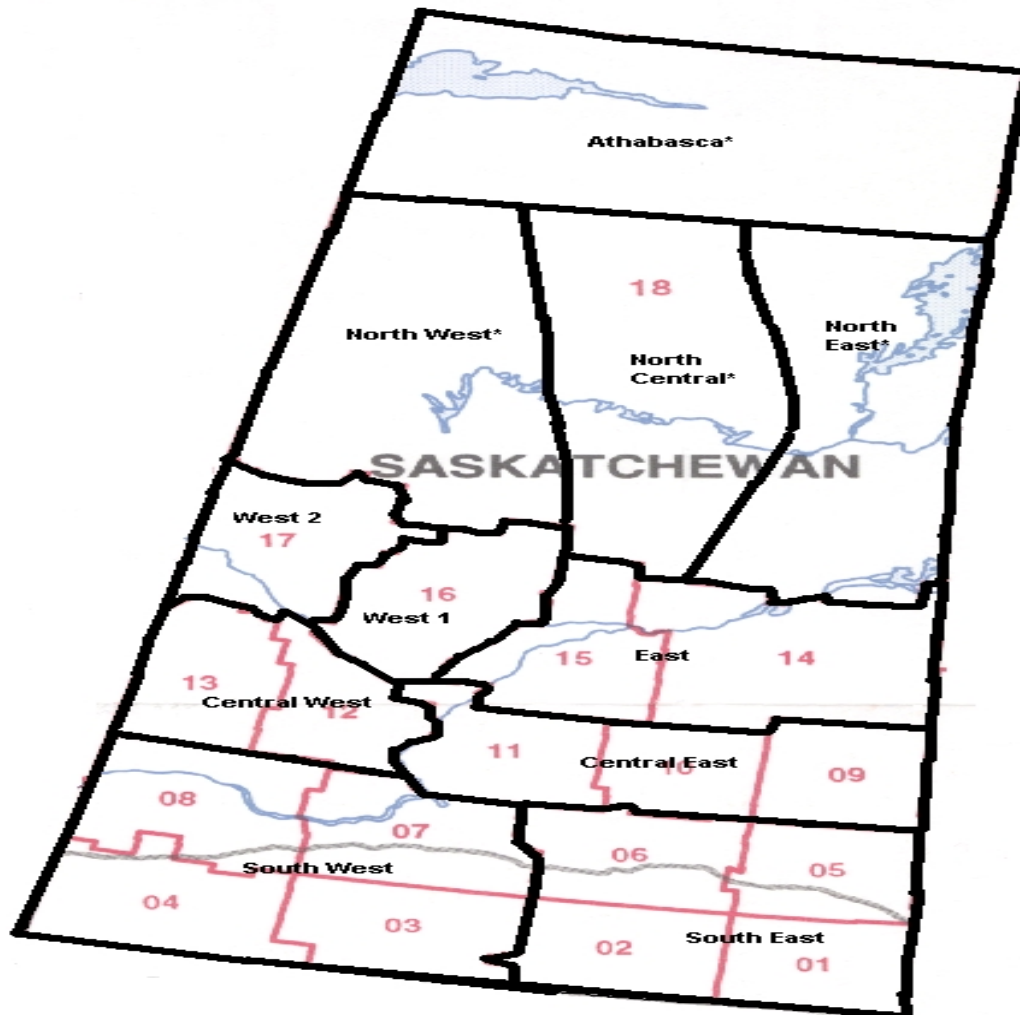 Athabasca*
18
North West*
North
Central*
North
East*
SASKATCHEWAN
West 2
17
16
West 1
15
East
14
13
Central West
12
11
Central East
10
09
08
07
06
05
South West
04
03
02
South East
01